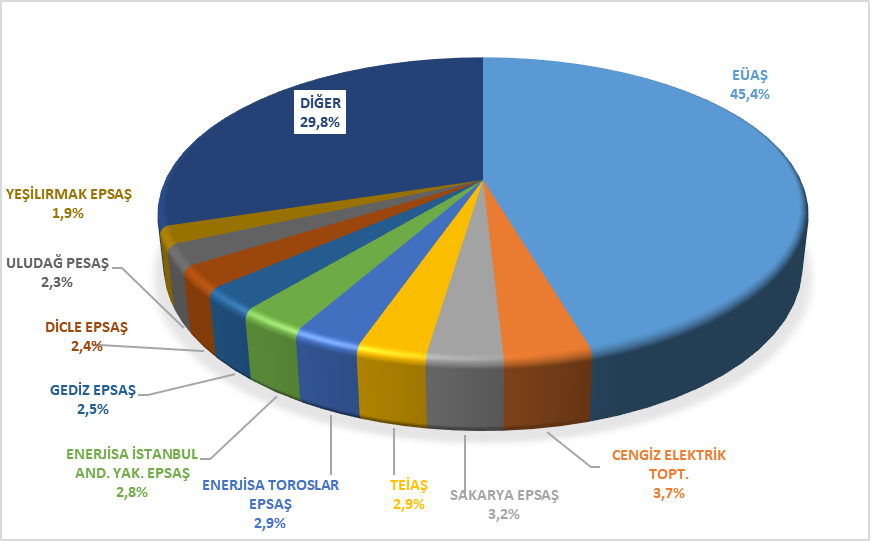 EÜAŞ
45,4%
DİĞER
29,8%
YEŞİLIRMAK EPSAŞ
1,9%
ULUDAĞ PESAŞ
2,3%
DİCLE EPSAŞ
2,4%
GEDİZ EPSAŞ
2,5%
ENERJİSA İSTANBUL
AND. YAK. EPSAŞ
2,8%
ENERJİSA TOROSLAR
EPSAŞ
2,9%
TEİAŞ
2,9%
SAKARYA EPSAŞ
3,2%
CENGİZ ELEKTRİK
TOPT.
3,7%